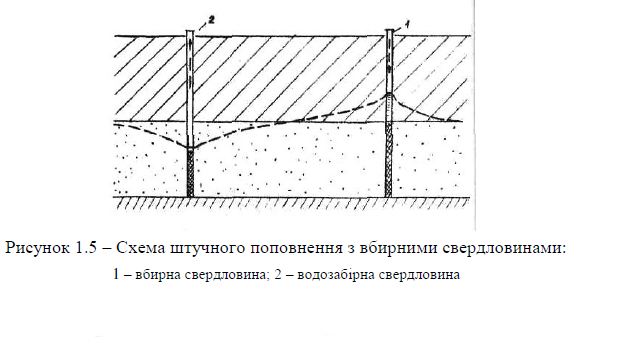 2
1
Рисунок 1.5 – Схема штучного поповнення з вбирними свердловинами:
1 – вбирна свердловина; 2 – водозабірна свердловина